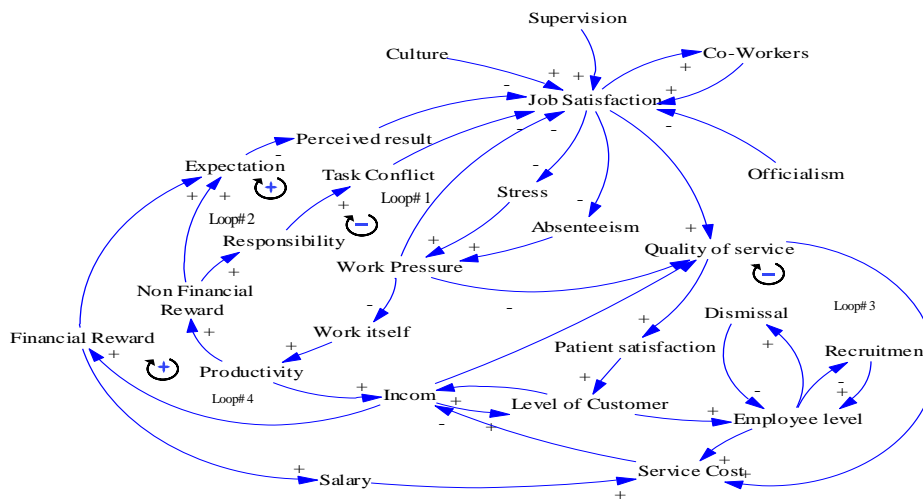 Supervision
Culture
Co-Workers
Job Satisfaction
Perceived result
Expectation
Task Conflict
Officialism
Stress
Loop# 1
Loop# 2
Responsibility
Absenteeism
Quality of service
Work Pressure
Non Financial
Reward
Loop# 3
Dismissal
Financial Reward
Work itself
Patient satisfaction
Recruitmen
Productivity
Loop# 4
Incom
Level of Customer
Employee level
Salary
Service Cost